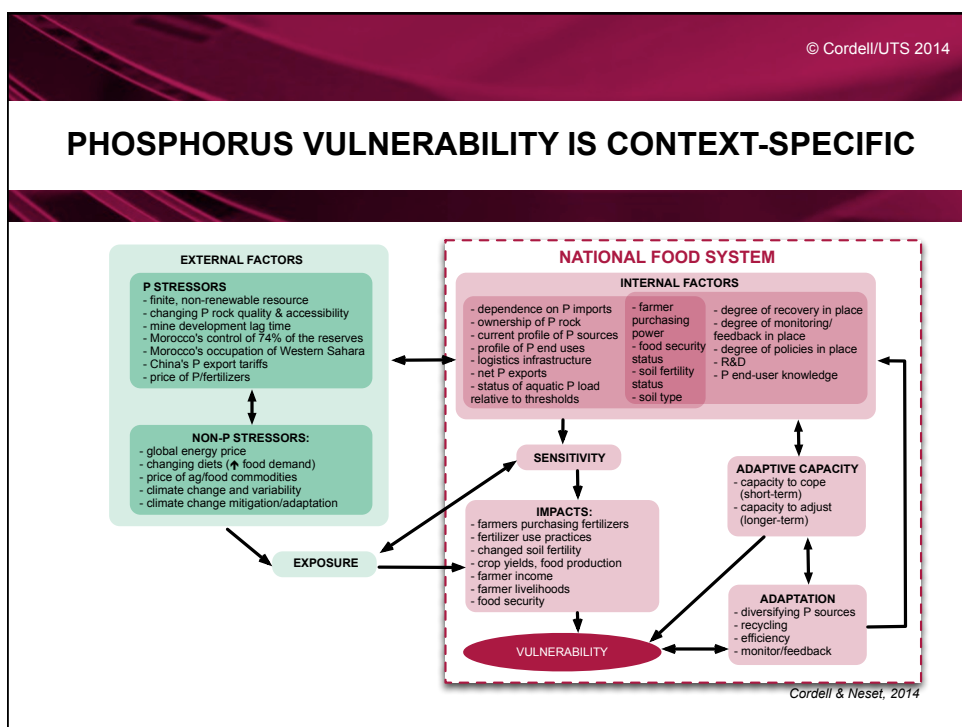 © Cordell/UTS 2014
PHOSPHORUS VULNERABILITY IS CONTEXT-SPECIFIC
EXTERNAL FACTORS
P STRESSORS
- finite, non-renewable resource
- changing P rock quality & accessibility
- mine development lag time
- Morocco's control of 74% of the reserves
- Morocco's occupation of Western Sahara
- China's P export tariffs
- price of P/fertilizers
NON-P STRESSORS:
- global energy price
- changing diets (↑ food demand)
- price of ag/food commodities
- climate change and variability
- climate change mitigation/adaptation
EXPOSURE
NATIONAL FOOD SYSTEM
INTERNAL FACTORS
- dependence on P imports
- ownership of P rock
- current profile of P sources
- profile of P end uses
- logistics infrastructure
- net P exports
- status of aquatic P load
relative to thresholds
- farmer
purchasing
power
- food security
status
- soil fertility
status
- soil type
- degree of recovery in place
- degree of monitoring/
feedback in place
- degree of policies in place
- R&D
- P end-user knowledge
SENSITIVITY
IMPACTS:
- farmers purchasing fertilizers
- fertilizer use practices
- changed soil fertility
- crop yields, food production
- farmer income
- farmer livelihoods
- food security
VULNERABILITY
ADAPTIVE CAPACITY
- capacity to cope
(short-term)
- capacity to adjust
(longer-term)
ADAPTATION
- diversifying P sources
- recycling
- efficiency
- monitor/feedback
Cordell & Neset, 2014